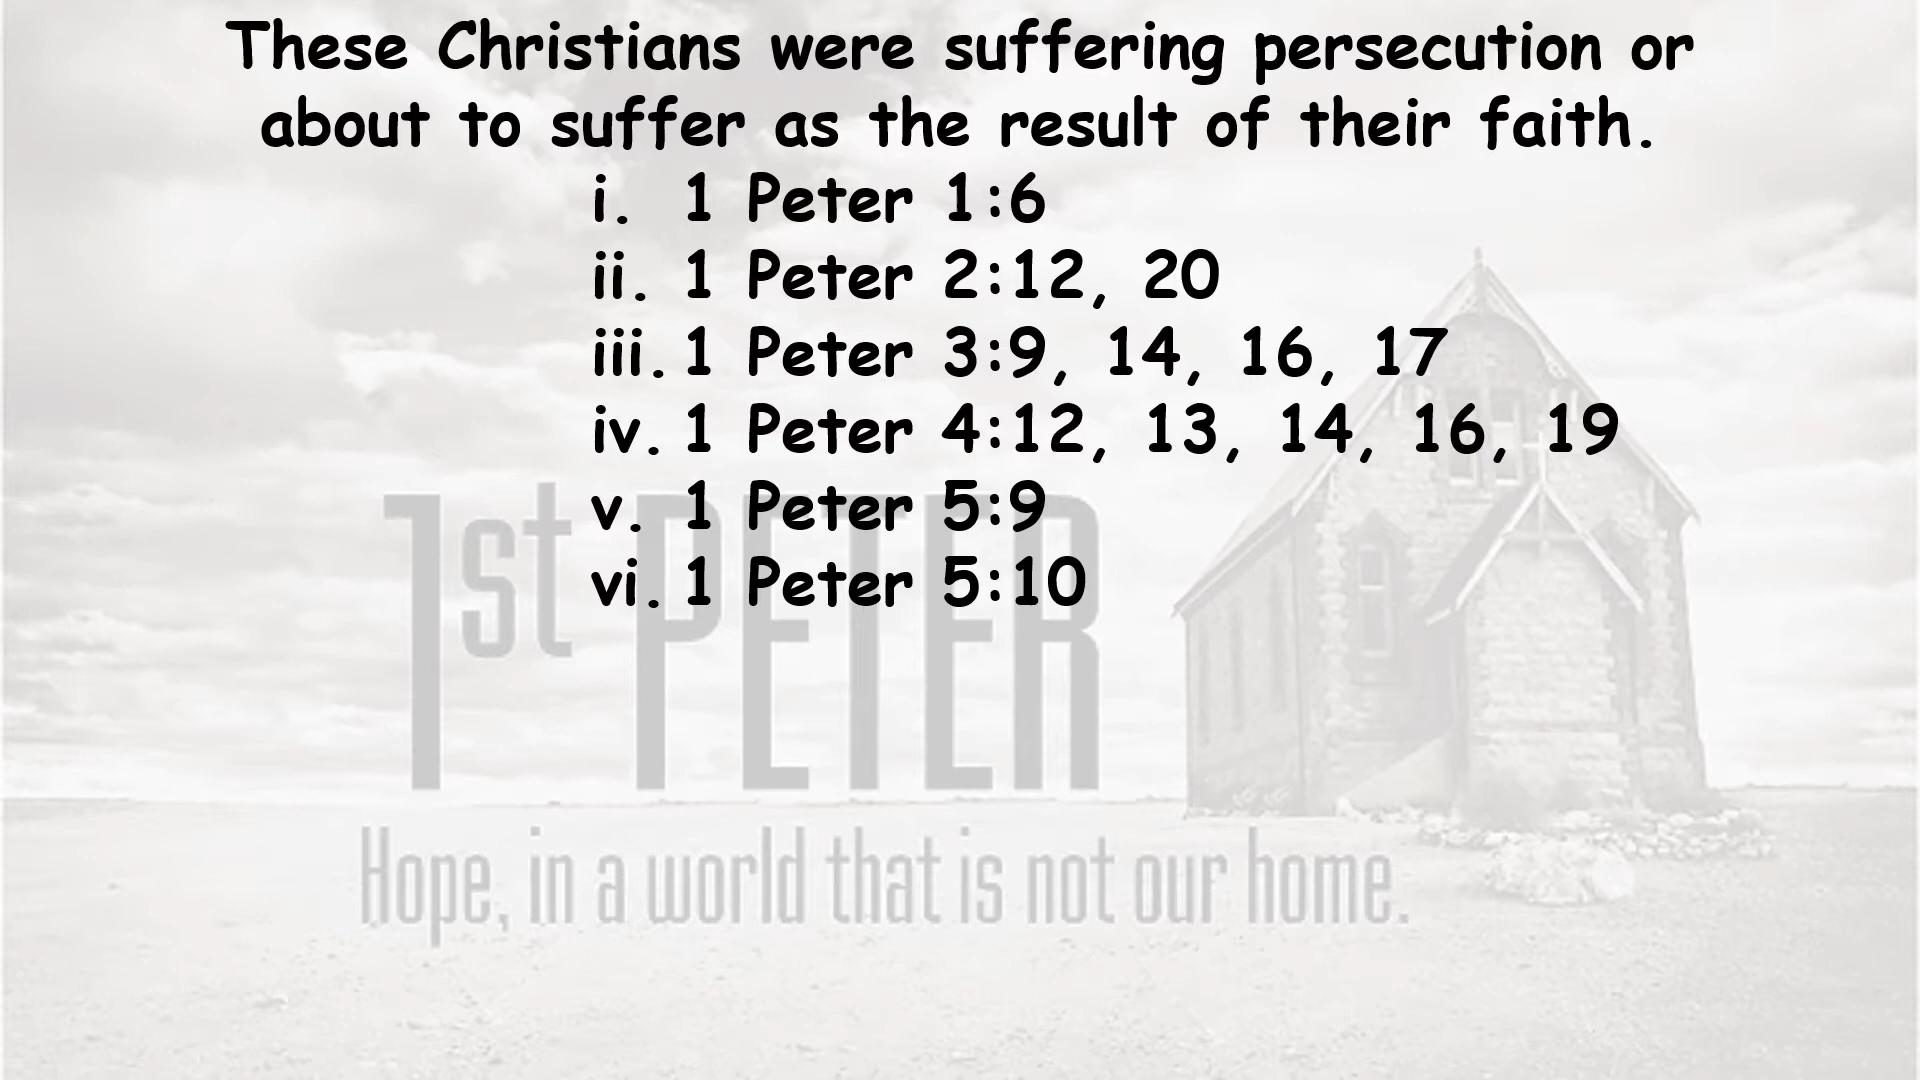 These Christians were suffering persecution or
about to suffer as the result of their faith.
i. 1 Peter 1:6
ii. 1 Peter 2:12, 20
iii. 1 Peter 3:9, 14, 16, 17
iv. 1 Peter 4:12, 13, 14, 16, 19
v. 1 Peter 5:9
vi. 1 Peter 5:10
1st PETER
Hope, in a world that is not our home.